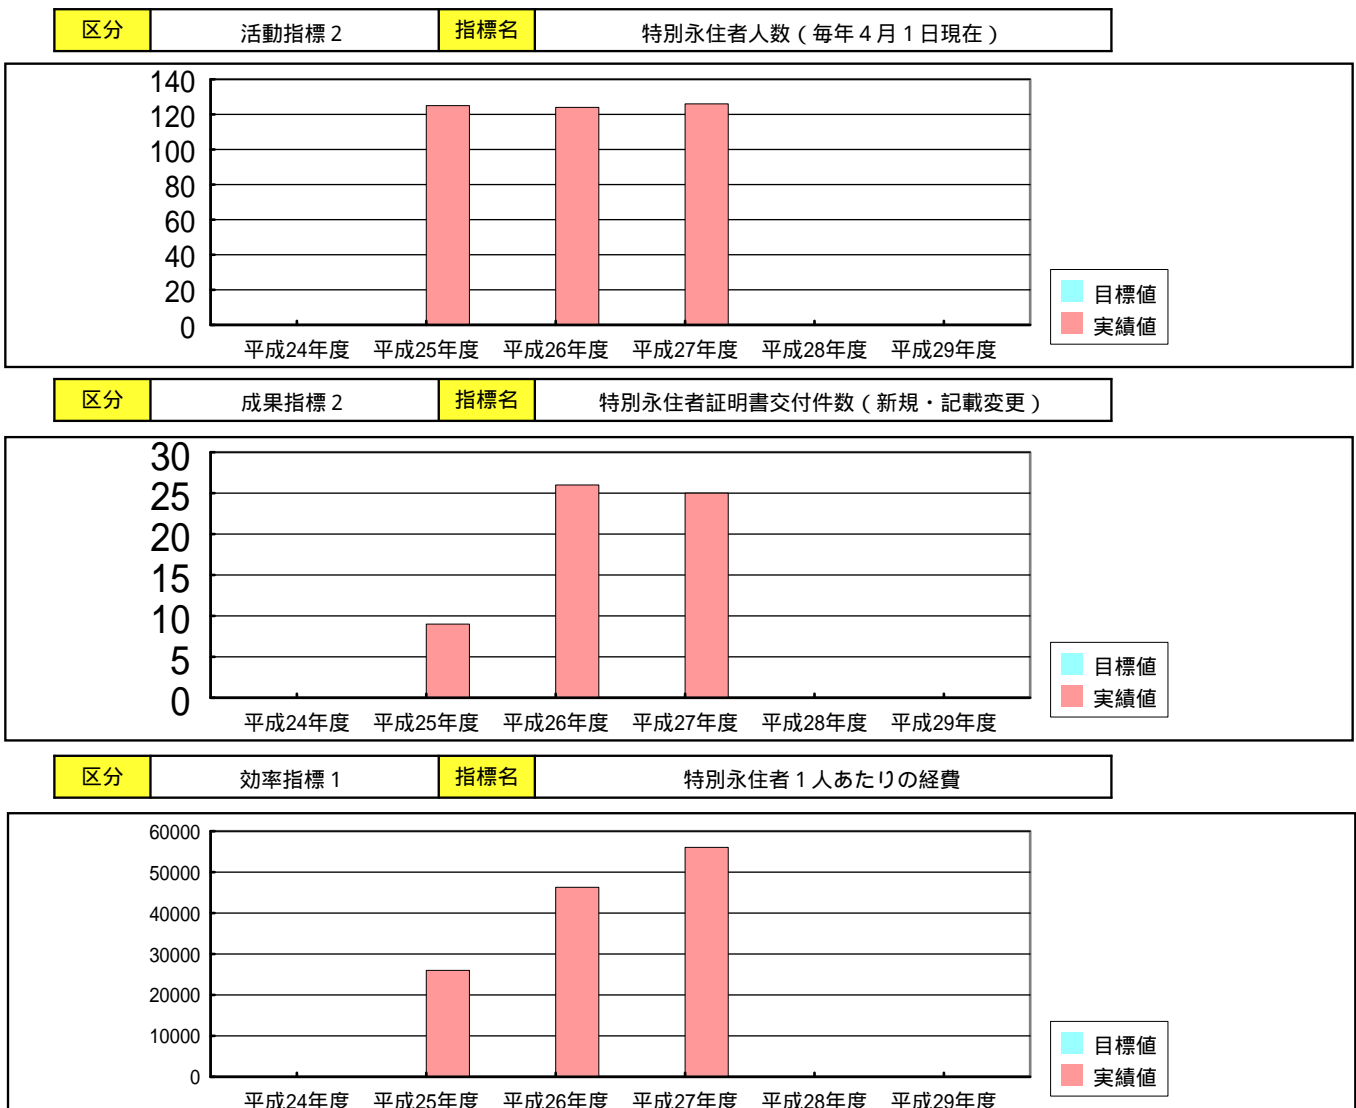 区分 活動指標２ 指標名 特別永住者人数（毎年４月１日現在）
140
120
100
80
60
40
20
0
平成24年度 平成25年度 平成26年度 平成27年度 平成28年度 平成29年度
目標値
実績値
区分 成果指標２ 指標名 特別永住者証明書交付件数（新規・記載変更）
30
25
20
15
10
5
0
平成24年度 平成25年度 平成26年度 平成27年度 平成28年度 平成29年度
目標値
実績値
区分 効率指標１ 指標名 特別永住者１人あたりの経費
60000
50000
40000
30000
20000
10000
0
平成24年度 平成25年度 平成26年度 平成27年度 平成28年度 平成29年度
目標値
実績値